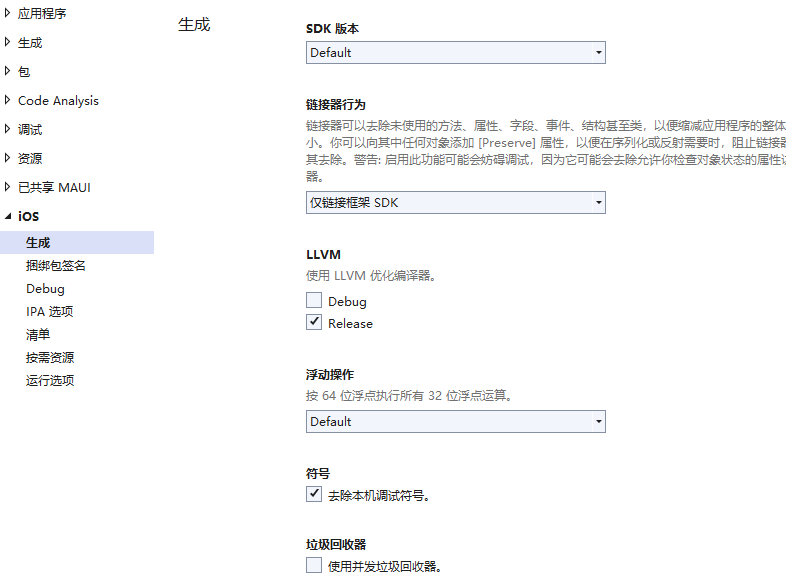 应用程序
生成
包
Code Analysis
调试
资源
已共享 MAUI
iOS
生成
捆绑包签名
Debug
IPA 选项
清单
按需资源
运行选项
生成
SDK 版本
Default
链接器行为
链接器可以去除未使用的方法、属性、字段、事件、结构甚至类，以便缩减应用程序的整体
小。你可以向其中任何对象添加 [Preserve] 属性，以便在序列化或反射需要时，阻止链接器
其去除。警告: 启用此功能可能会妨碍调试，因为它可能会去除允许你检查对象状态的属性访
器。
仅链接框架 SDK
LLVM
使用 LLVM 优化编译器。
Debug
Release
浮动操作
按 64 位浮点执行所有 32 位浮点运算。
Default
符号
去除本机调试符号。
垃圾回收器
使用并发垃圾回收器。